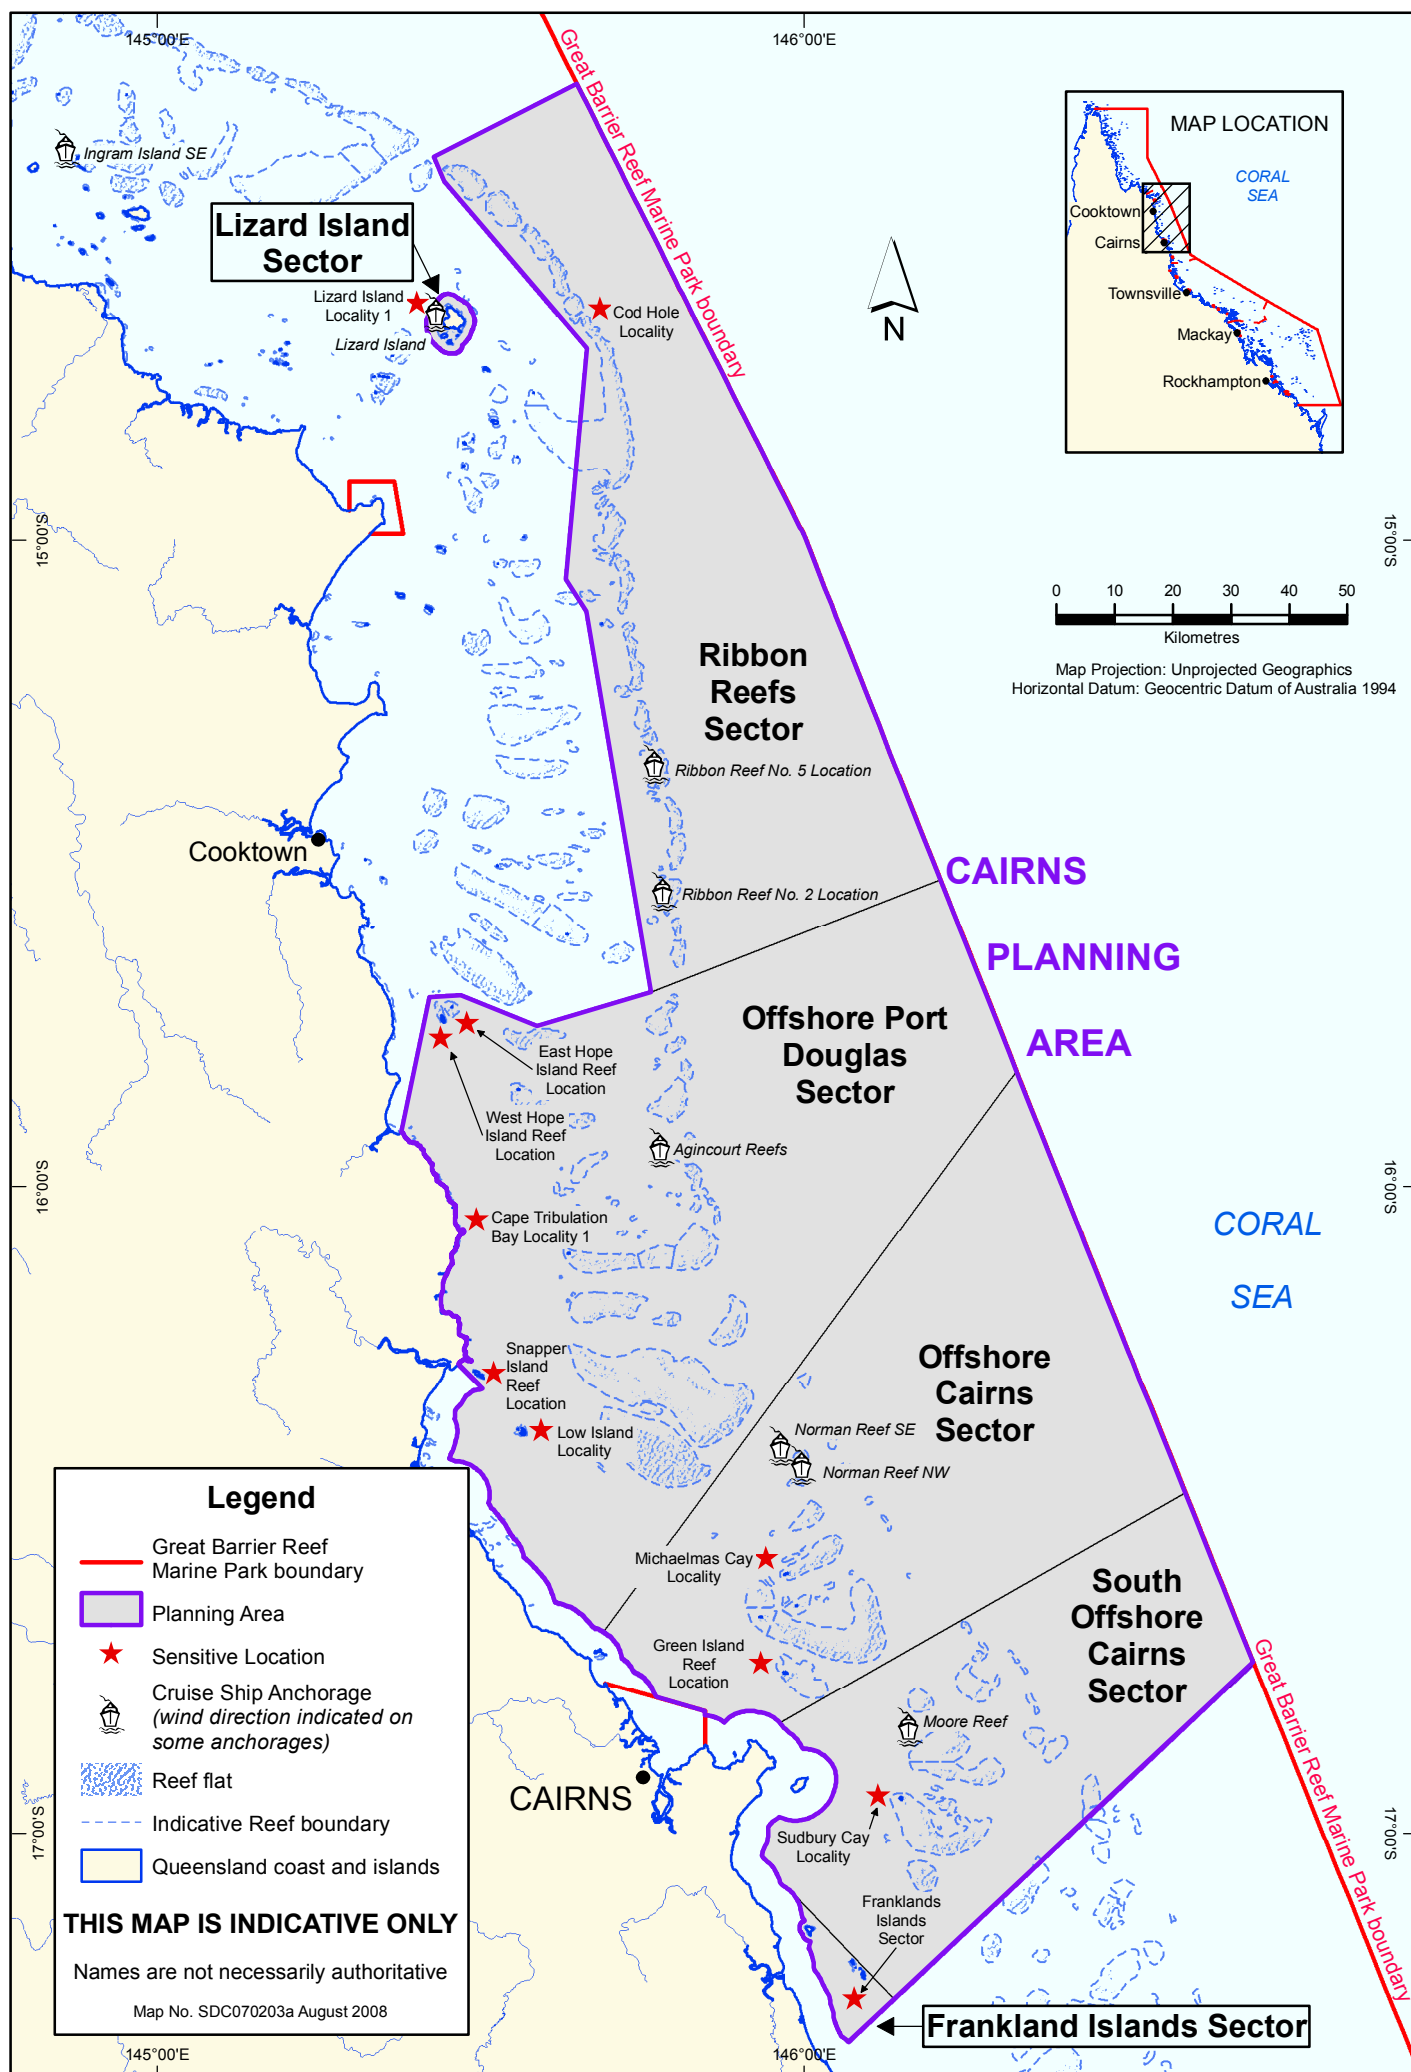 145°00'E
146°00'E
Great Barrier Reef Marine Park boundary
Ingram Island SE
MAP LOCATION
CORAL
SEA
Cooktown
Cairns
Townsville
Mackay
Rockhampton
Lizard Island
Sector
Lizard Island
Locality 1
Lizard Island
Cod Hole
Locality
N
15°00'S
15°00'S
0 10 20 30 40 50
Kilometres
Map Projection: Unprojected Geographics
Horizontal Datum: Geocentric Datum of Australia 1994
Ribbon
Reefs
Sector
Ribbon Reef No. 5 Location
Cooktown
Ribbon Reef No. 2 Location
CAIRNS
PLANNING
AREA
Offshore Port
Douglas
Sector
East Hope
Island Reef
Location
West Hope
Island Reef
Location
Agincourt Reefs
16°00'S
16°00'S
Cape Tribulation
Bay Locality 1
CORAL
SEA
Snapper
Island
Reef
Location
Low Island
Locality
Offshore
Cairns
Sector
Norman Reef SE
Norman Reef NW
Michaelmas Cay
Locality
Green Island
Reef
Location
South
Offshore
Cairns
Sector
Great Barrier Reef Marine Park boundary
Moore Reef
CAIRNS
Sudbury Cay
Locality
17°00'S
17°00'S
Franklands
Islands
Sector
Frankland Islands Sector
Legend
Great Barrier Reef
Marine Park boundary
Planning Area
Sensitive Location
Cruise Ship Anchorage
(wind direction indicated on
some anchorages)
Reef flat
Indicative Reef boundary
Queensland coast and islands
THIS MAP IS INDICATIVE ONLY
Names are not necessarily authoritative
Map No. SDC070203a August 2008
145°00'E
146°00'E